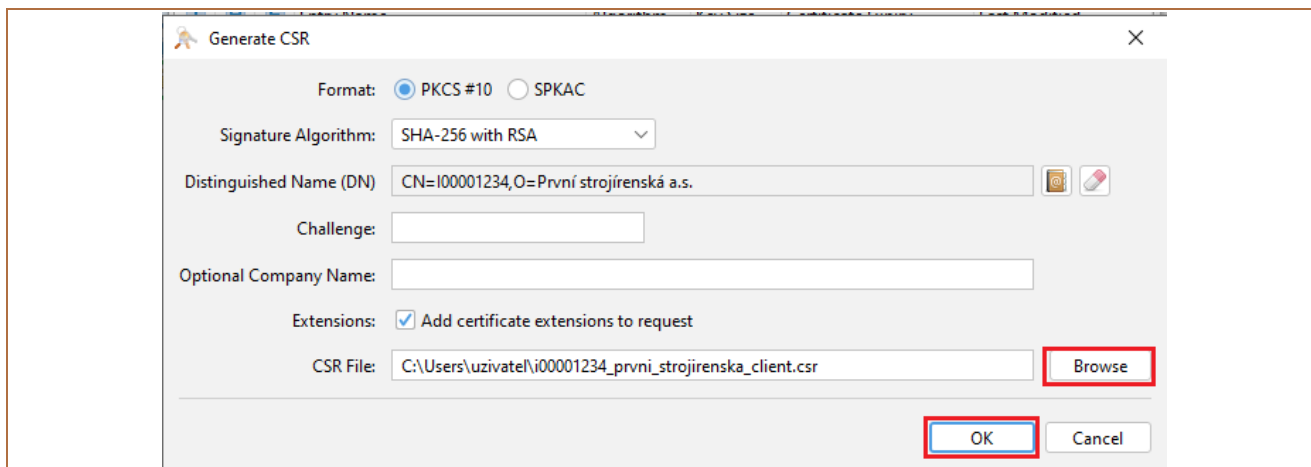 Generate CSR
Format: PKCS #10 SPKAC
Signature Algorithm: SHA-256 with RSA
Distinguished Name (DN) CN=I00001234,O=První strojírenská a.s.
Challenge:
Optional Company Name:
Extensions: Add certificate extensions to request
CSR File: C:\Users\uzivatel\i00001234_prvni_strojirenska_client.csr Browse
OK Cancel